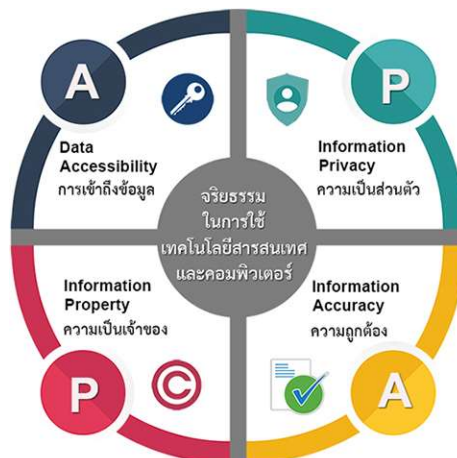 A
Data
Accessibility
การเข้าถึงข้อมูล
P
Information
Privacy
ความเป็นส่วนตัว
จริยธรรม
ในการใช้
เทคโนโลยีสารสนเทศ
และคอมพิวเตอร์
Information
Property
ความเป็นเจ้าของ
P
©
Information
Accuracy
ความถูกต้อง
A